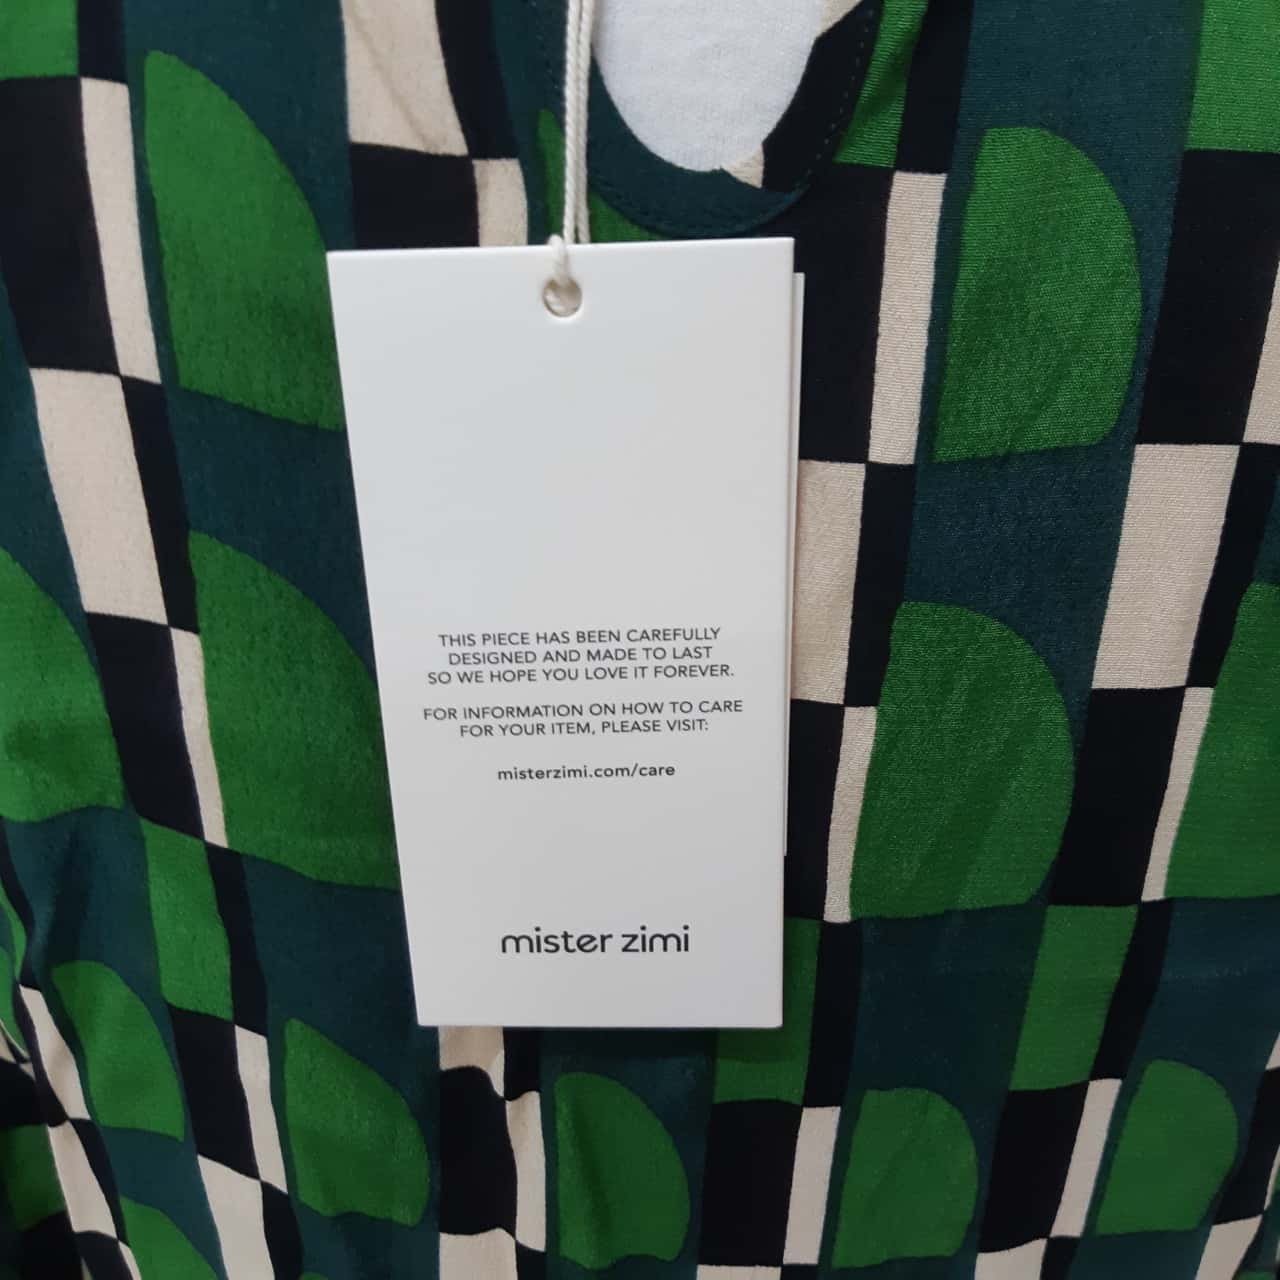 THIS PIECE HAS BEEN CAREFULLY
DESIGNED AND MADE TO LAST
SO WE HOPE YOU LOVE IT FOREVER.
FOR INFORMATION ON HOW TO CARE
FOR YOUR ITEM, PLEASE VISIT:
misterzimi.com/care
mister zimi